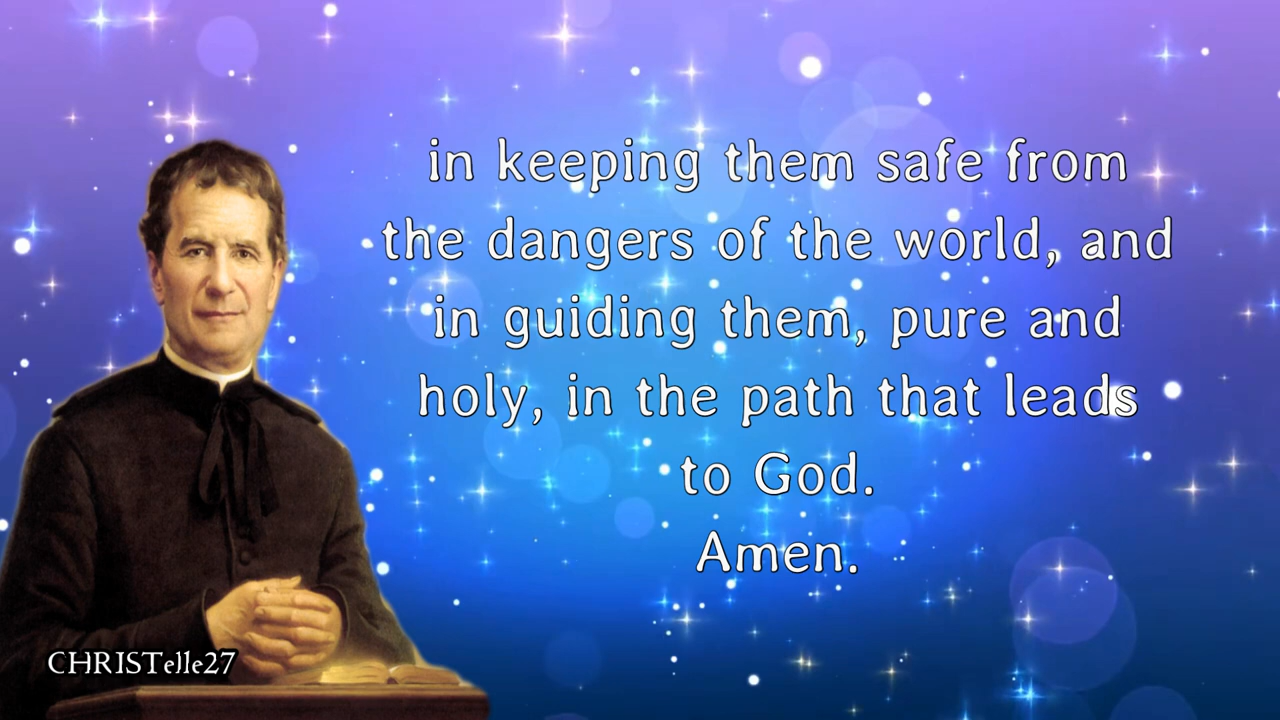 in keeping them safe from
the dangers of the world, and
in guiding them, pure and
holy, in the path that leads
to God.
Amen.
CHRISTelle27